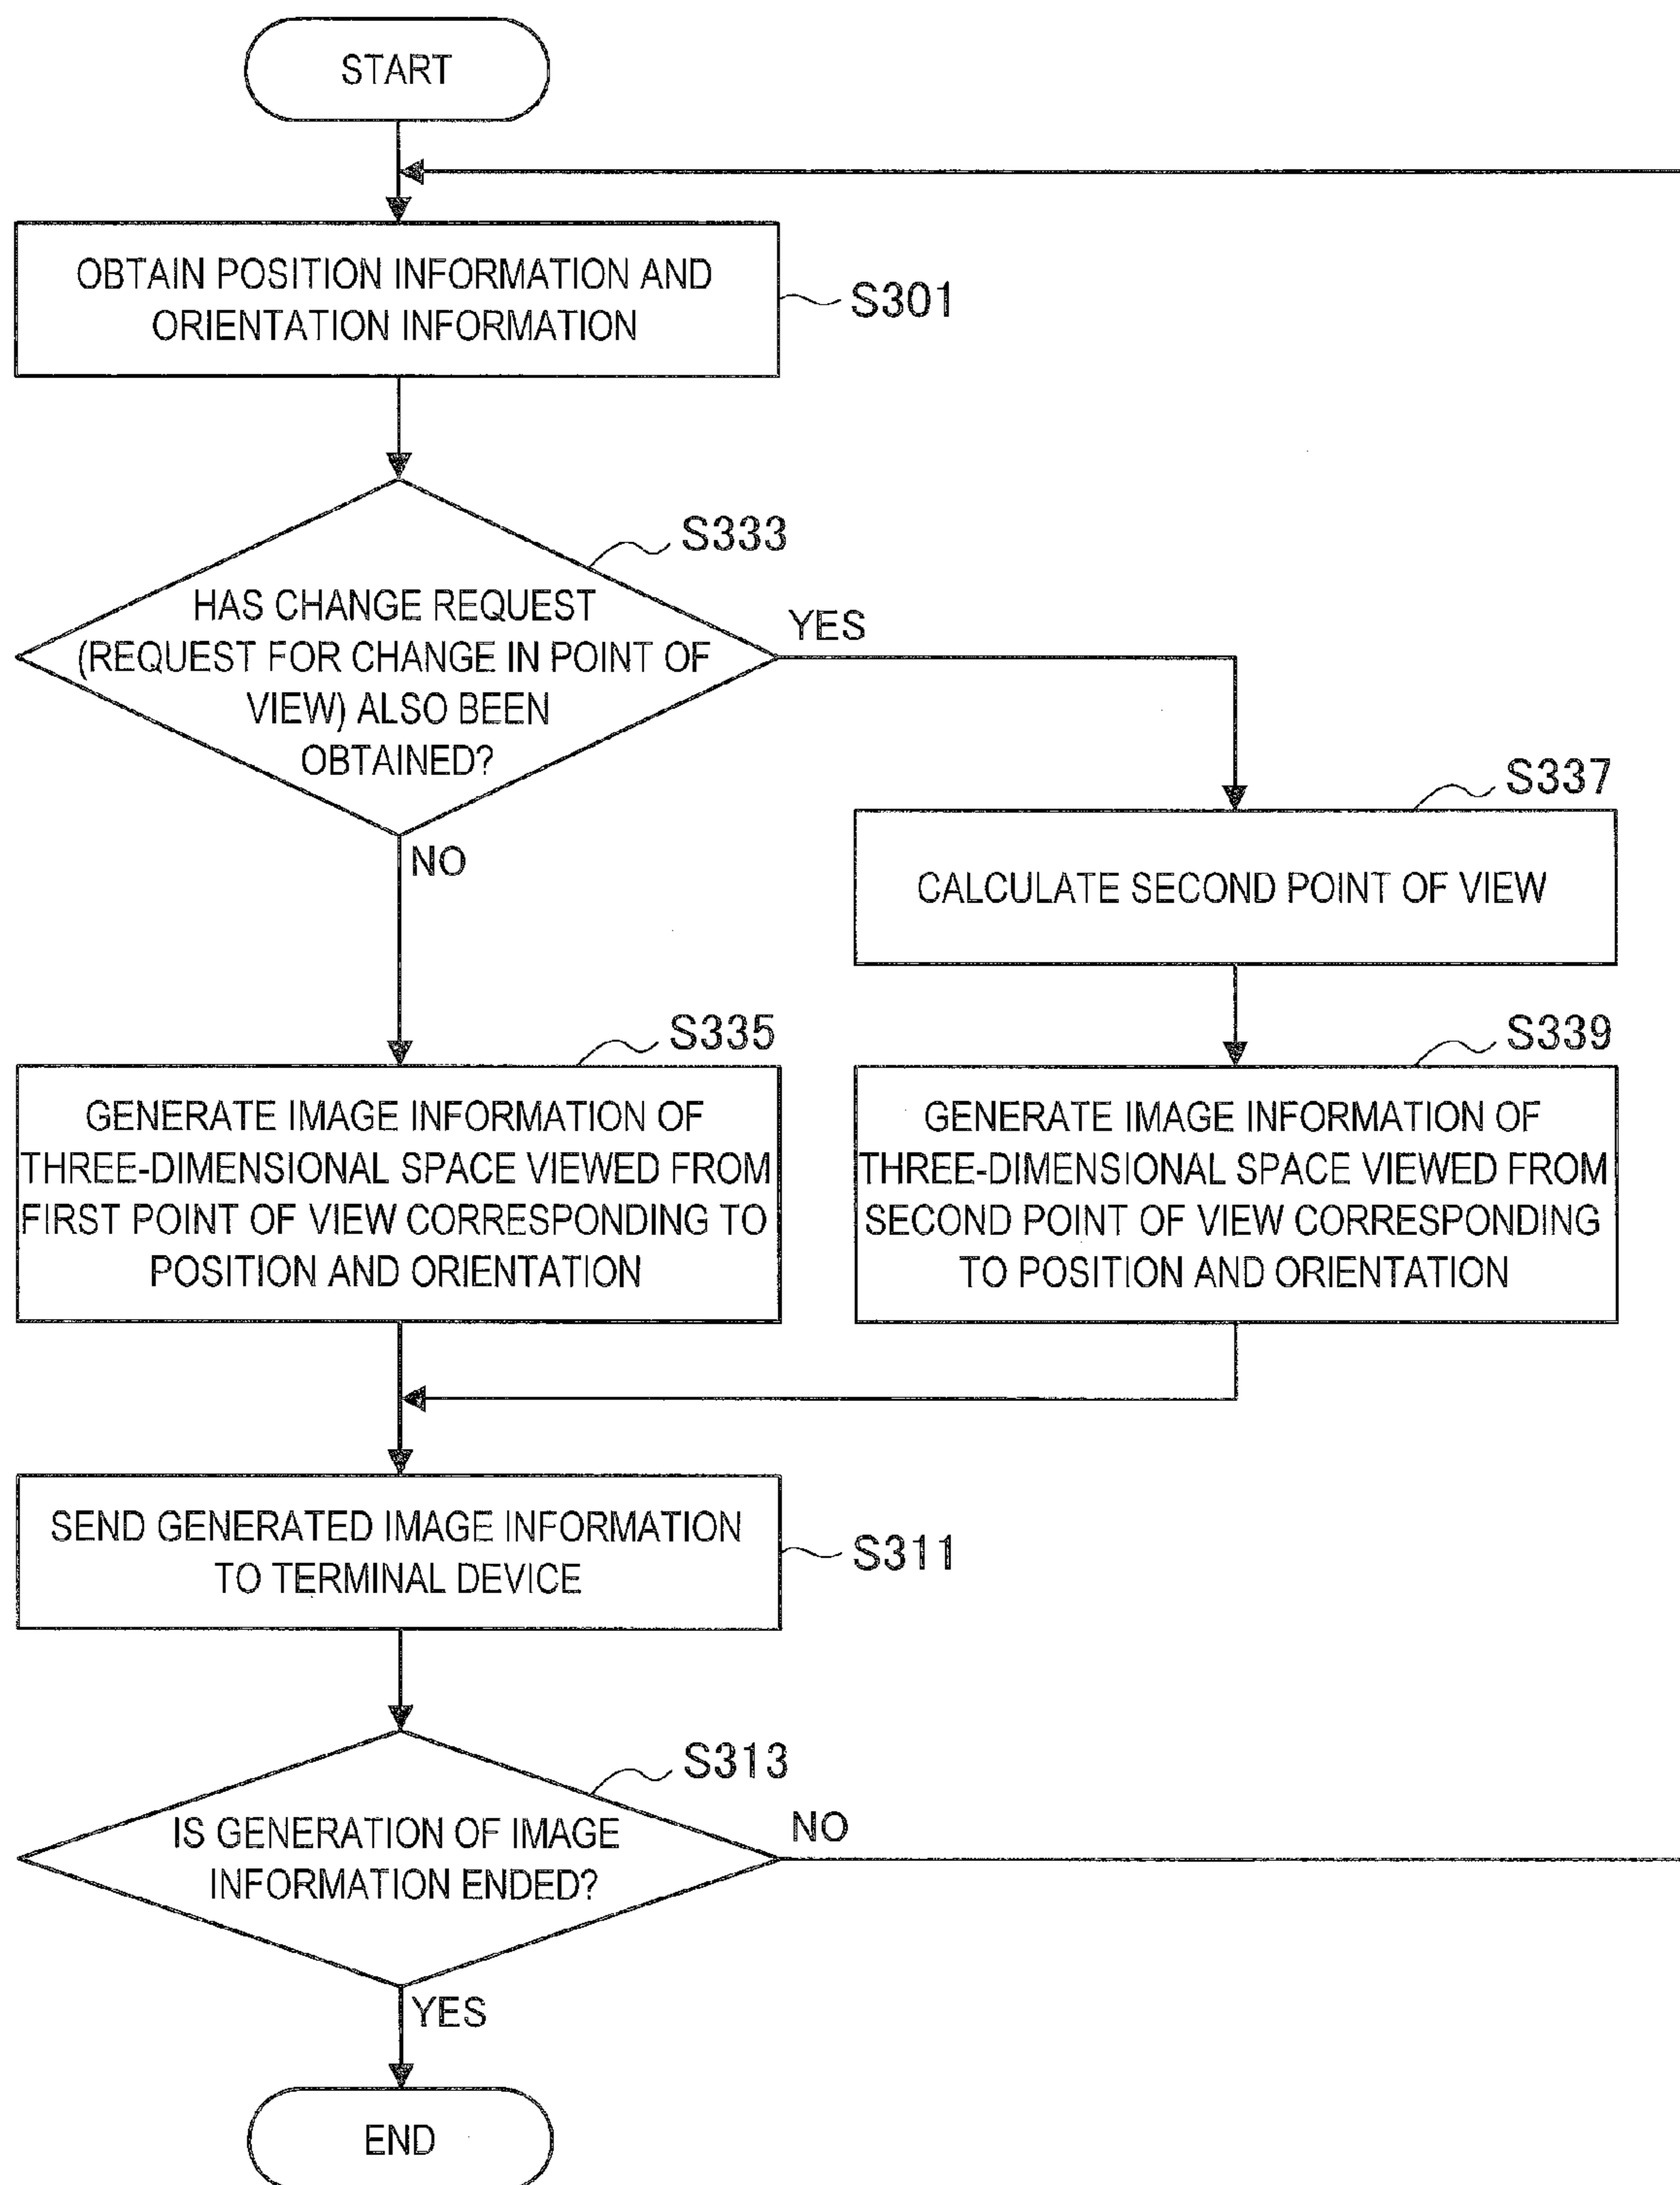 START
OBTAIN POSITION INFORMATION AND
ORIENTATION INFORMATION
S301
S333
HAS CHANGE REQUEST
(REQUEST FOR CHANGE IN POINT OF
VIEW) ALSO BEEN
OBTAINED?
YES
NO
S337
CALCULATE SECOND POINT OF VIEW
S335
GENERATE IMAGE INFORMATION OF
THREE-DIMENSIONAL SPACE VIEWED FROM
FIRST POINT OF VIEW CORRESPONDING TO
POSITION AND ORIENTATION
S339
GENERATE IMAGE INFORMATION OF
THREE-DIMENSIONAL SPACE VIEWED FROM
SECOND POINT OF VIEW CORRESPONDING
TO POSITION AND ORIENTATION
SEND GENERATED IMAGE INFORMATION
TO TERMINAL DEVICE
S311
S313
IS GENERATION OF IMAGE
INFORMATION ENDED?
NO
YES
END